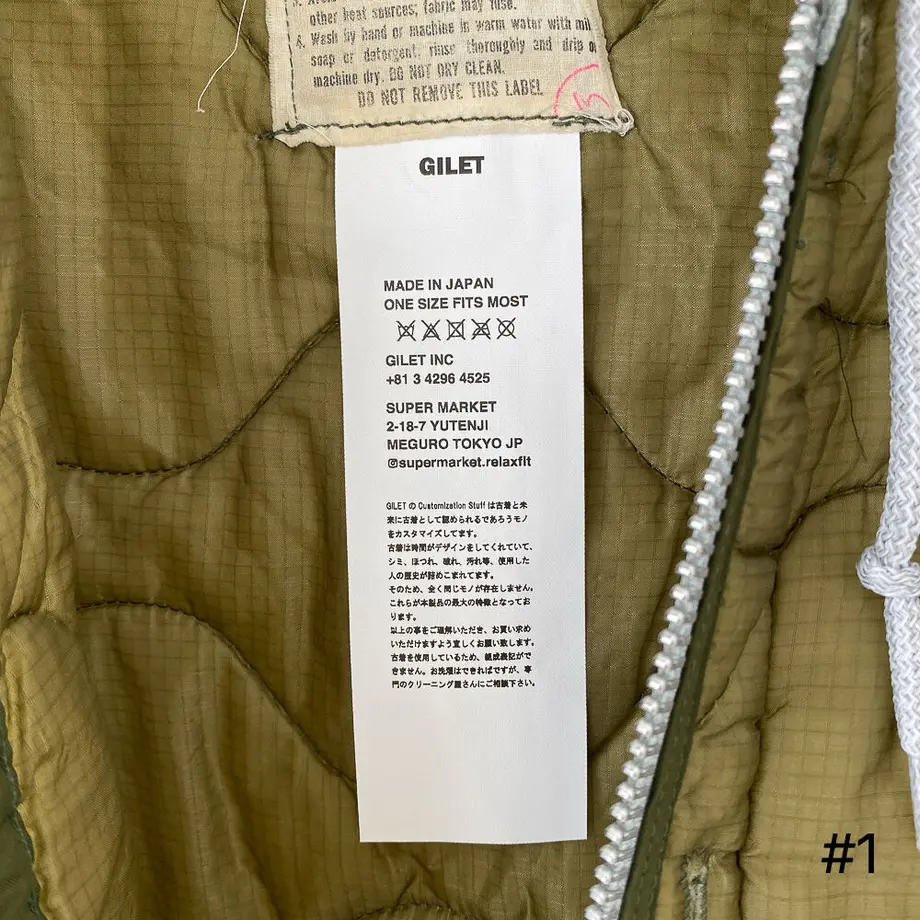 other heat sources; fabric may fuse.
4. Wash by hand or machine in warm water with mil
soap or detergent, rinse thoroughly and drip o
machine dry. DO NOT DRY CLEAN.
DO NOT REMOVE THIS LABEL
GILET
MADE IN JAPAN
ONE SIZE FITS MOST
GILET INC
+81 3 4296 4525
SUPER MARKET
2-18-7 YUTENJI
MEGURO TOKYO JP
@supermarket.relaxfit
GILET の Customization Stuff は古着と未
来に古着として認められるであろうモノ
をカスタマイズしてます。
古着は時間がデザインをしてくれていて、
シミ、ほつれ、破れ、汚れ等、使用した
人の歴史が詰めこまれてます。
そのため、全く同じモノが存在しません。
これらが本製品の最大の特徴となってお
ります。
以上の事をご理解いただき、お買い求め
いただけますよう宜しくお願い致します。
古着を使用しているため、組成表記がで
きません。お洗濯はできればですが、専
門のクリーニング屋さんにご相談下さい。
#1